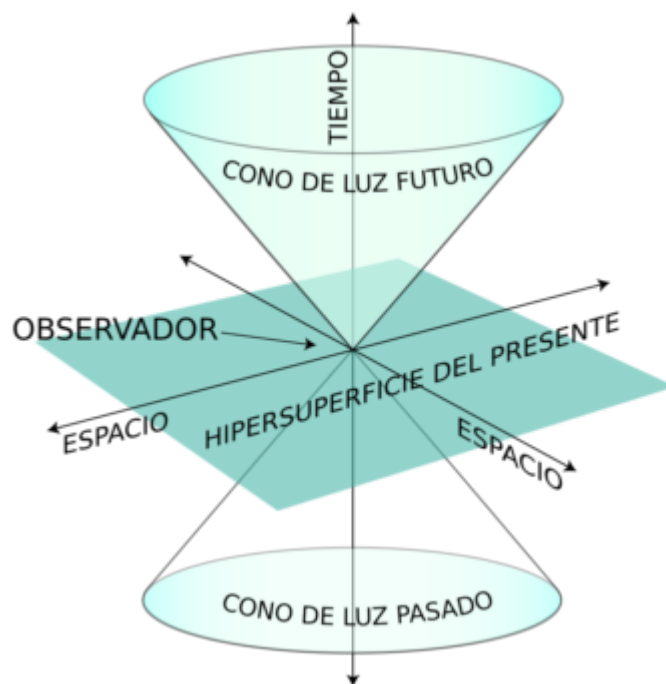 TIEMPO
CONO DE LUZ FUTURO
OBSERVADOR
HIPERSUPERFICIE DEL PRESENTE
ESPACIO
ESPACIO
CONO DE LUZ PASADO